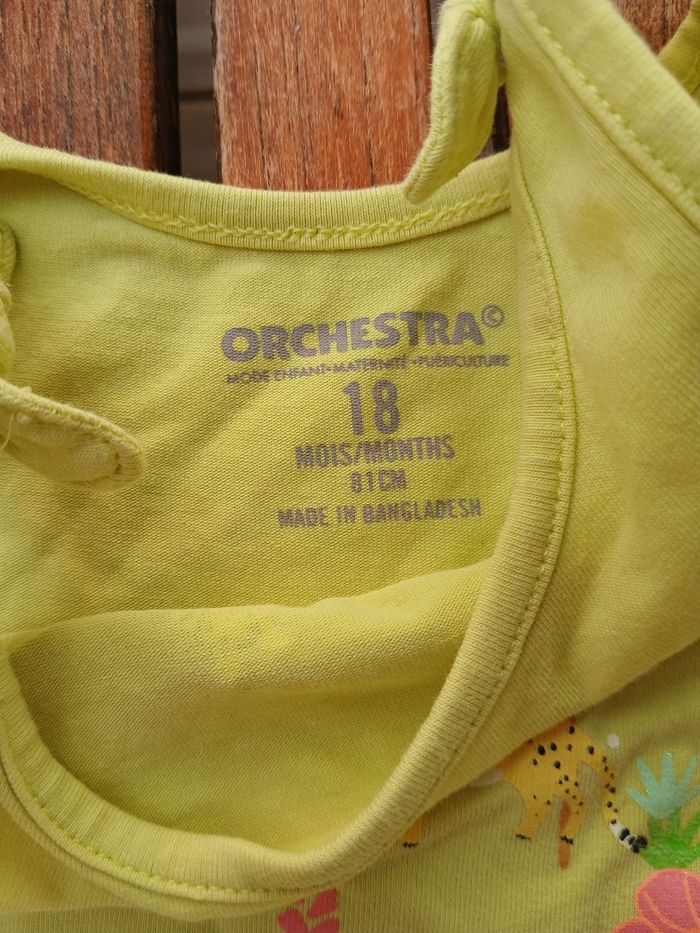 ORCHESTRA©
MODE ENFANT•MATERNITÉ•PUÉRICULTURE
18
MOIS/MONTHS
81CM
MADE IN BANGLADESH